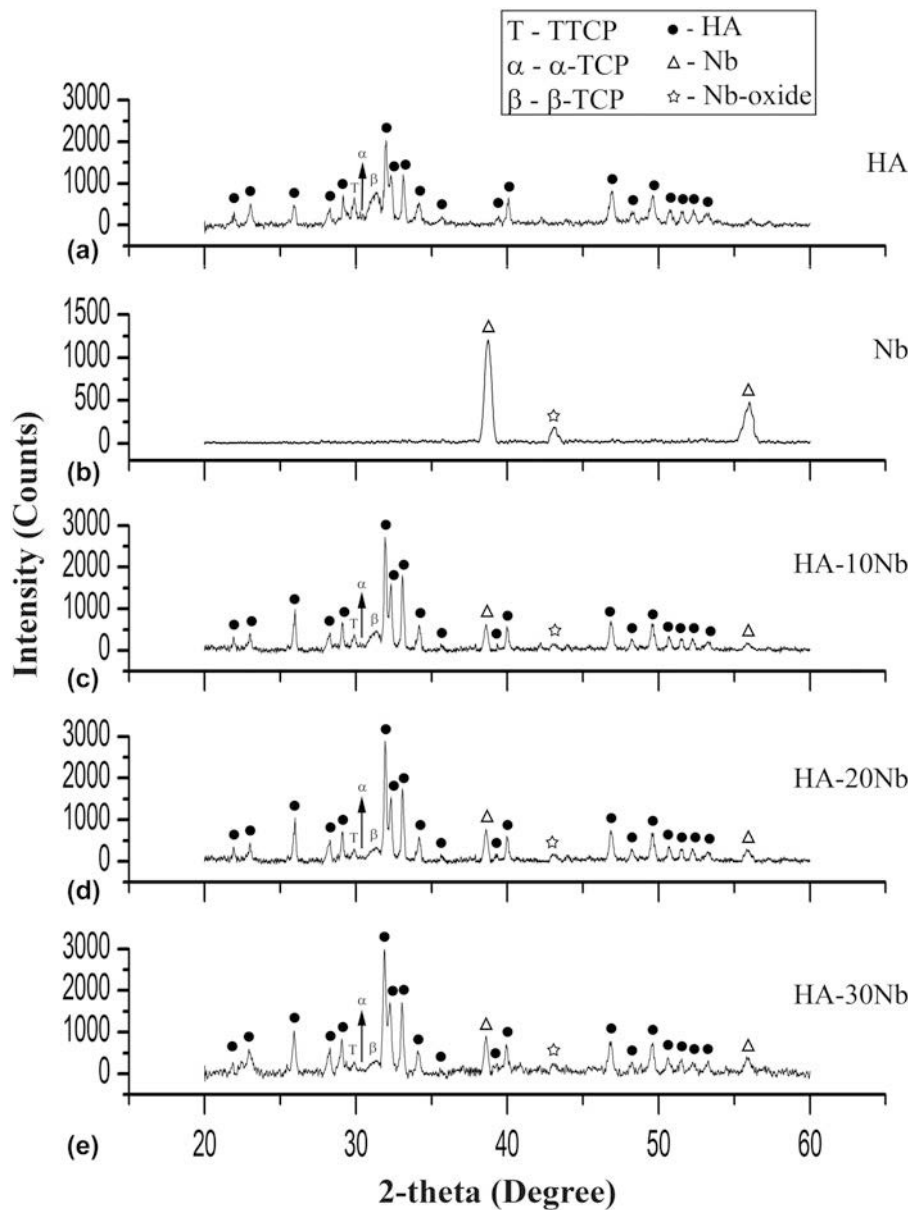 T - TTCP ● - HA
α - α-TCP △ - Nb
β - β-TCP ☆ - Nb-oxide
Intensity (Counts)
3000
2000
1000
0
T
α
β
HA
(a)
1500
1000
500
0
Nb
(b)
3000
2000
1000
0
T
α
β
HA-10Nb
(c)
3000
2000
1000
0
T
α
β
HA-20Nb
(d)
3000
2000
1000
0
T
α
β
HA-30Nb
(e)
20 30 40 50 60
2-theta (Degree)